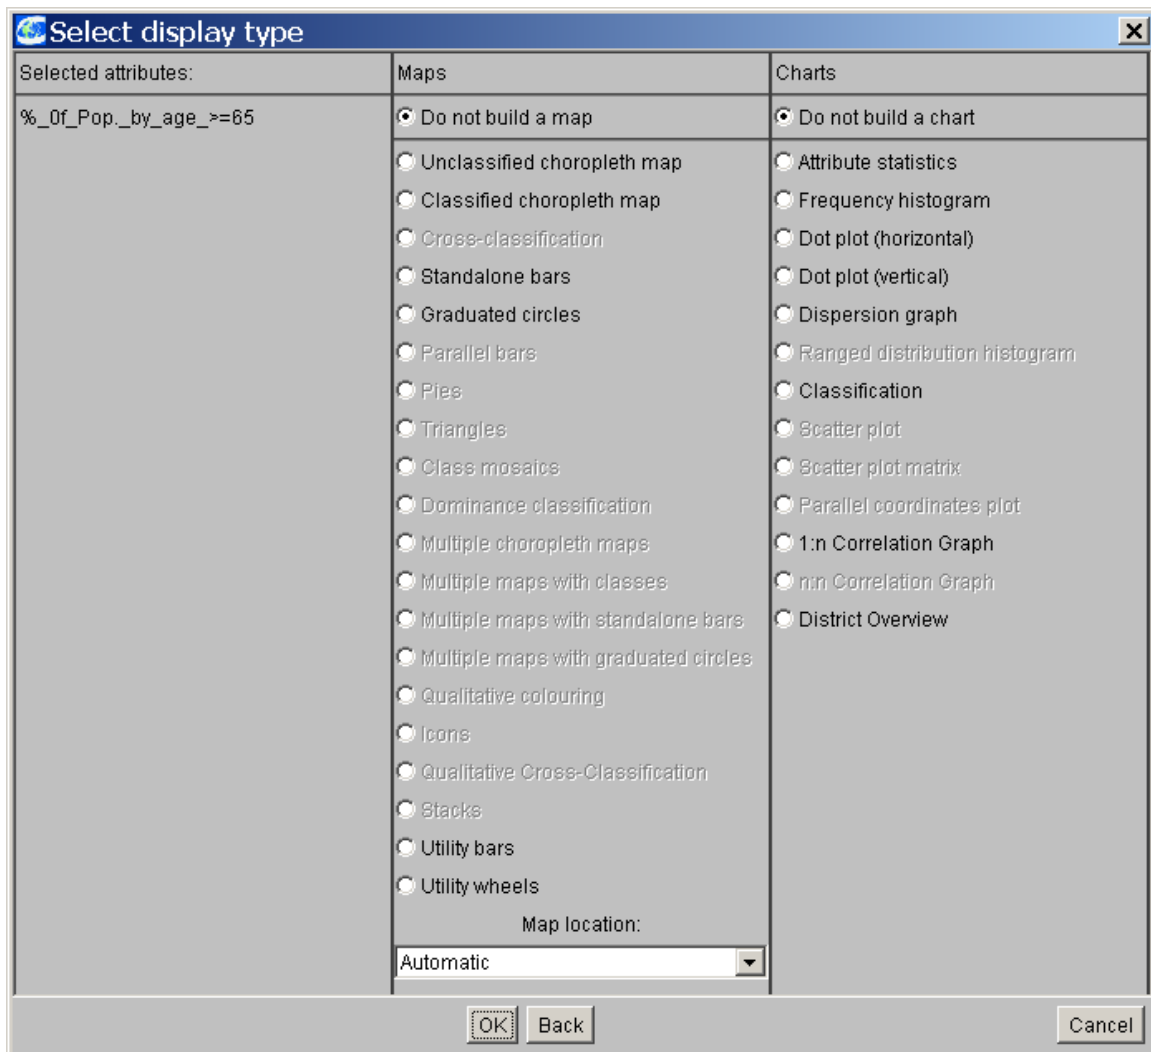 Select display type
Selected attributes:
%_0f_Pop._by_age_>=65
Maps
Do not build a map
Unclassified choropleth map
Classified choropleth map
Cross-classification
Standalone bars
Graduated circles
Parallel bars
Pies
Triangles
Class mosaics
Dominance classification
Multiple choropleth maps
Multiple maps with classes
Multiple maps with standalone bars
Multiple maps with graduated circles
Qualitative colouring
Icons
Qualitative Cross-Classification
Stacks
Utility bars
Utility wheels
Map location:
Automatic
Charts
Do not build a chart
Attribute statistics
Frequency histogram
Dot plot (horizontal)
Dot plot (vertical)
Dispersion graph
Ranged distribution histogram
Classification
Scatter plot
Scatter plot matrix
Parallel coordinates plot
1:n Correlation Graph
n:n Correlation Graph
District Overview
OK
Back
Cancel